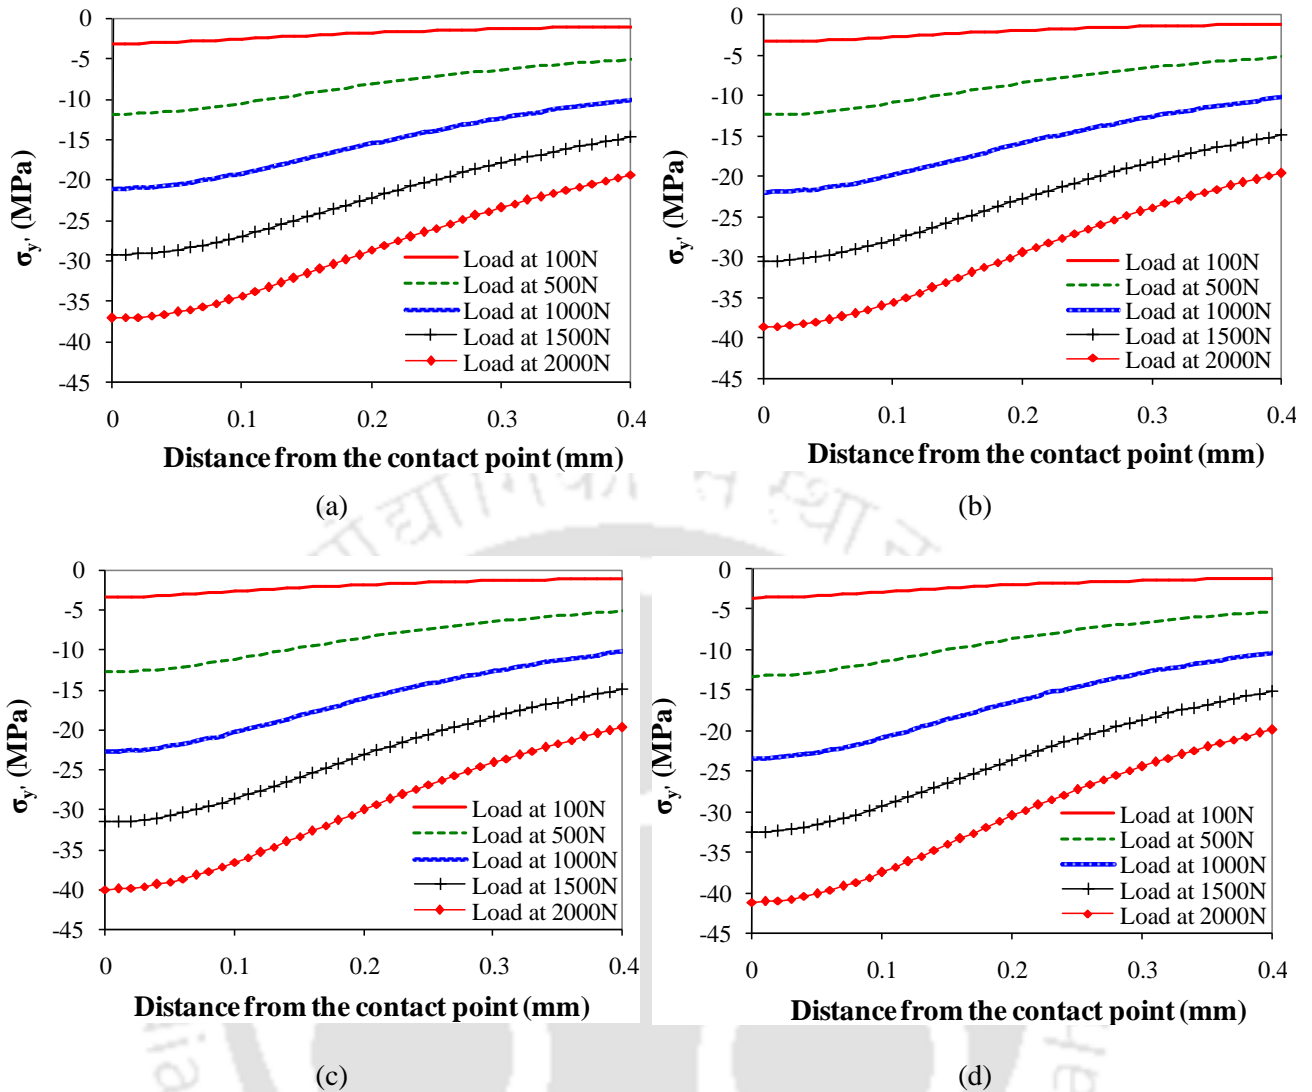 0
-5
-10
-15
-20
-25
-30
-35
-40
-45
σy' (MPa)
Load at 100N
Load at 500N
Load at 1000N
Load at 1500N
Load at 2000N
0 0.1 0.2 0.3 0.4
Distance from the contact point (mm)
(a)
0
-5
-10
-15
-20
-25
-30
-35
-40
-45
σy' (MPa)
Load at 100N
Load at 500N
Load at 1000N
Load at 1500N
Load at 2000N
0 0.1 0.2 0.3 0.4
Distance from the contact point (mm)
(b)
0
-5
-10
-15
-20
-25
-30
-35
-40
-45
σy' (MPa)
Load at 100N
Load at 500N
Load at 1000N
Load at 1500N
Load at 2000N
0 0.1 0.2 0.3 0.4
Distance from the contact point (mm)
(c)
0
-5
-10
-15
-20
-25
-30
-35
-40
-45
σy' (MPa)
Load at 100N
Load at 500N
Load at 1000N
Load at 1500N
Load at 2000N
0 0.1 0.2 0.3 0.4
Distance from the contact point (mm)
(d)